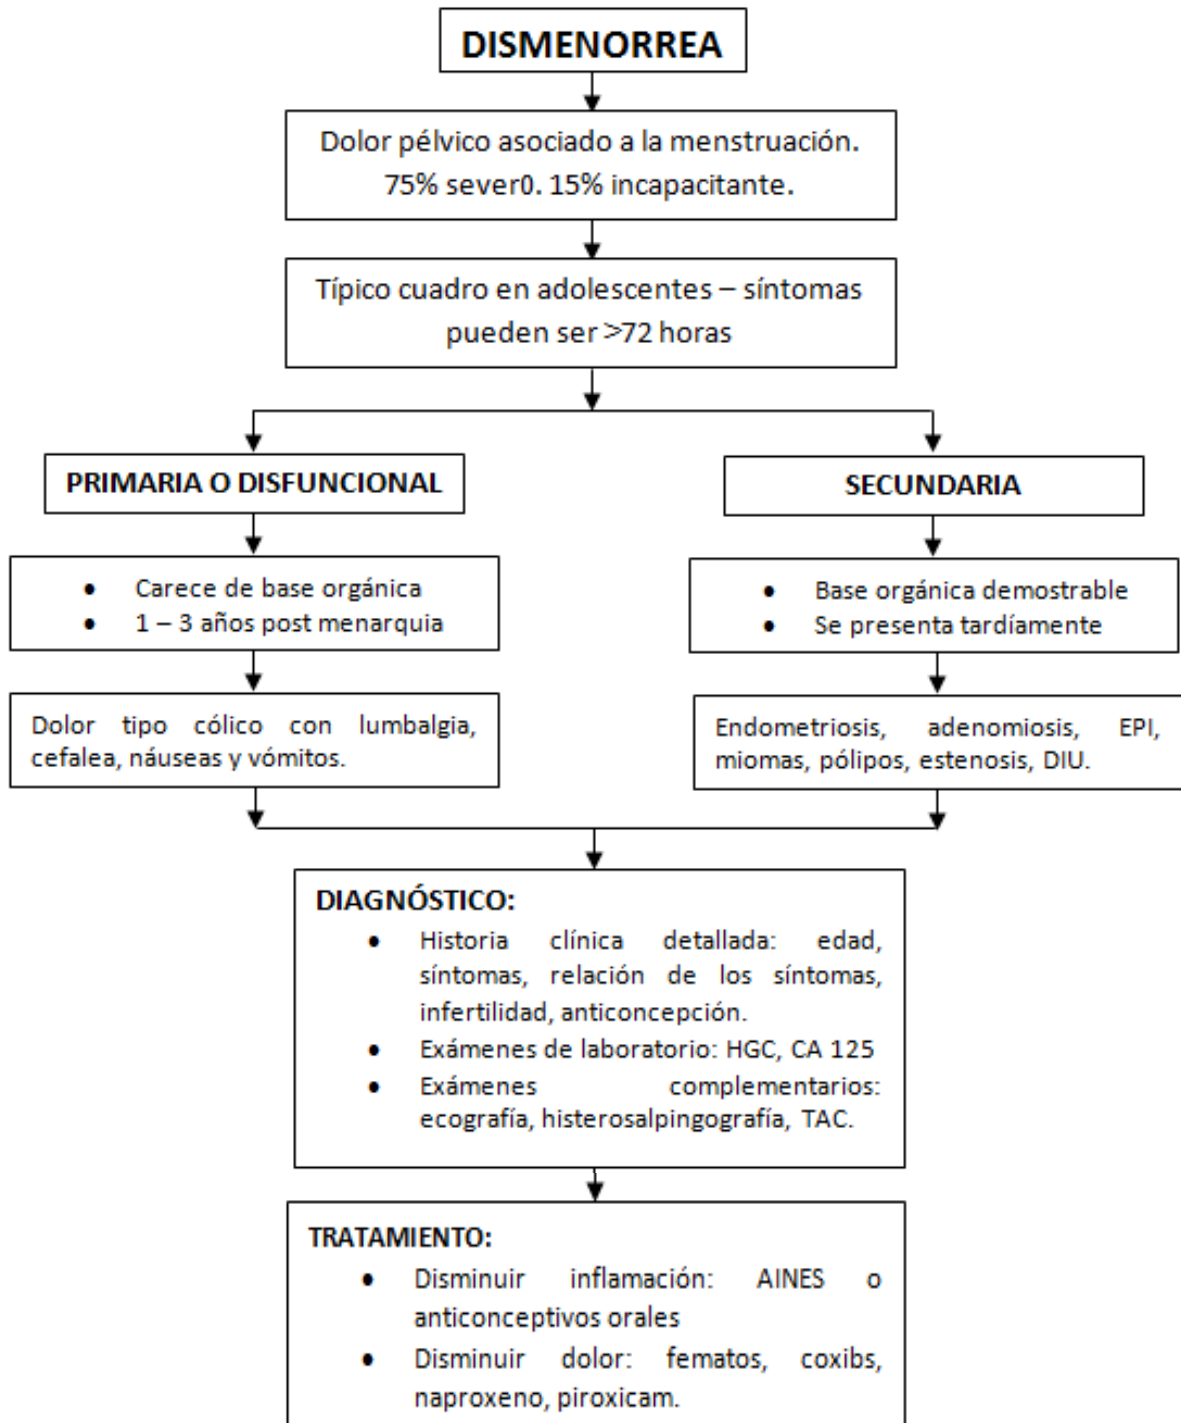 DISMENORREA
Dolor pélvico asociado a la menstruación.
75% sever0. 15% incapacitante.
Típico cuadro en adolescentes – síntomas
pueden ser >72 horas
PRIMARIA O DISFUNCIONAL
• Carece de base orgánica
• 1 – 3 años post menarquia
Dolor tipo cólico con lumbalgia,
cefalea, náuseas y vómitos.
SECUNDARIA
• Base orgánica demostrable
• Se presenta tardíamente
Endometriosis, adenomiosis, EPI,
miomas, pólipos, estenosis, DIU.
DIAGNÓSTICO:
• Historia clínica detallada: edad,
síntomas, relación de los síntomas,
infertilidad, anticoncepción.
• Exámenes de laboratorio: HGC, CA 125
• Exámenes complementarios:
ecografía, histerosalpingografía, TAC.
TRATAMIENTO:
• Disminuir inflamación: AINES o
anticonceptivos orales
• Disminuir dolor: fematos, coxibs,
naproxeno, piroxicam.